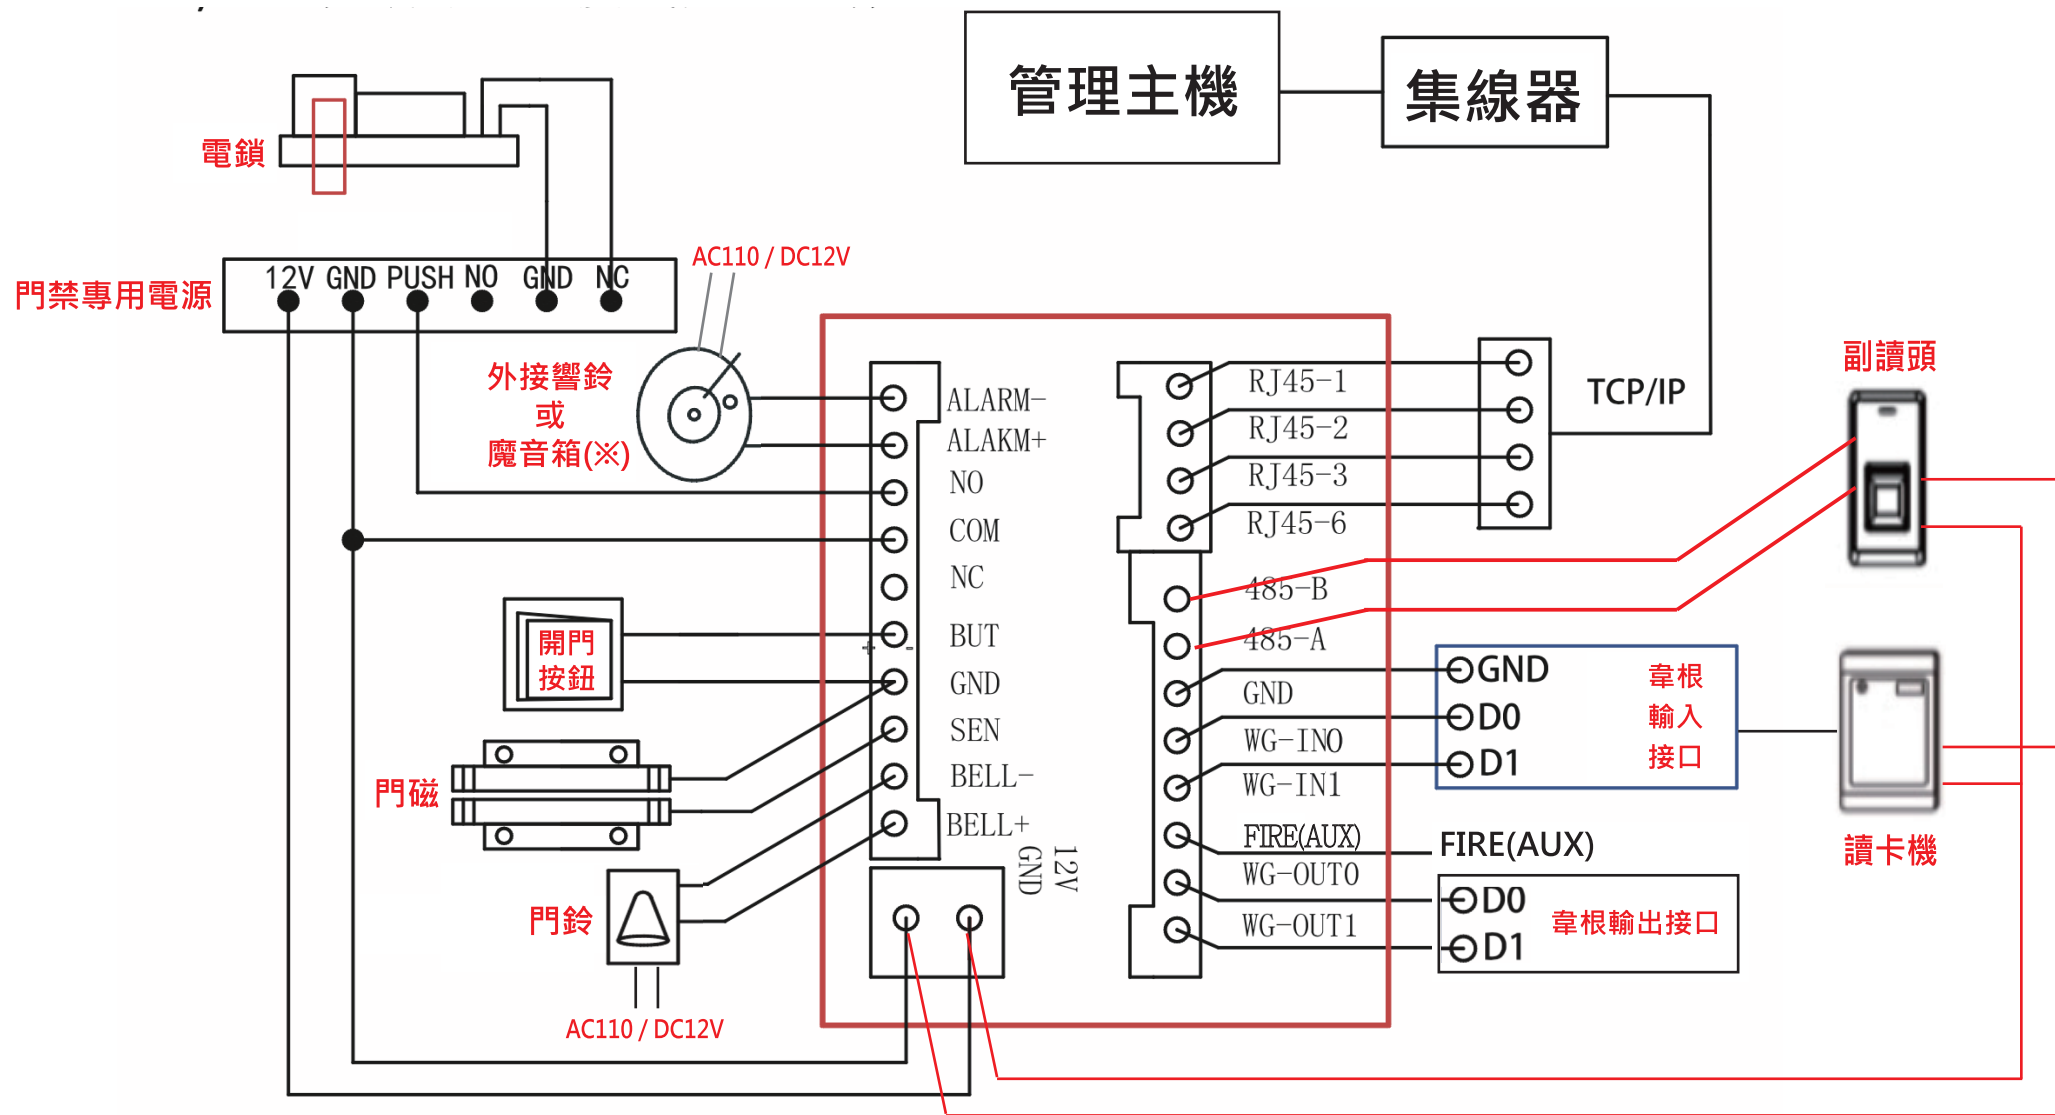 管理主機
集線器
電鎖
門禁專用電源
12V GND PUSH NO GND NC
AC110 / DC12V
外接響鈴
或
魔音箱(※)
ALARM-
ALAKM+
NO
COM
NC
BUT
+ -
GND
SEN
BELL-
BELL+
GND
12V
開門
按鈕
門磁
門鈴
AC110 / DC12V
RJ45-1
RJ45-2
RJ45-3
RJ45-6
TCP/IP
485-B
485-A
GND
WG-IN0
WG-IN1
FIRE(AUX)
WG-OUT0
WG-OUT1
GND
D0
D1
韋根
輸入
接口
FIRE(AUX)
D0
D1
韋根輸出接口
副讀頭
讀卡機